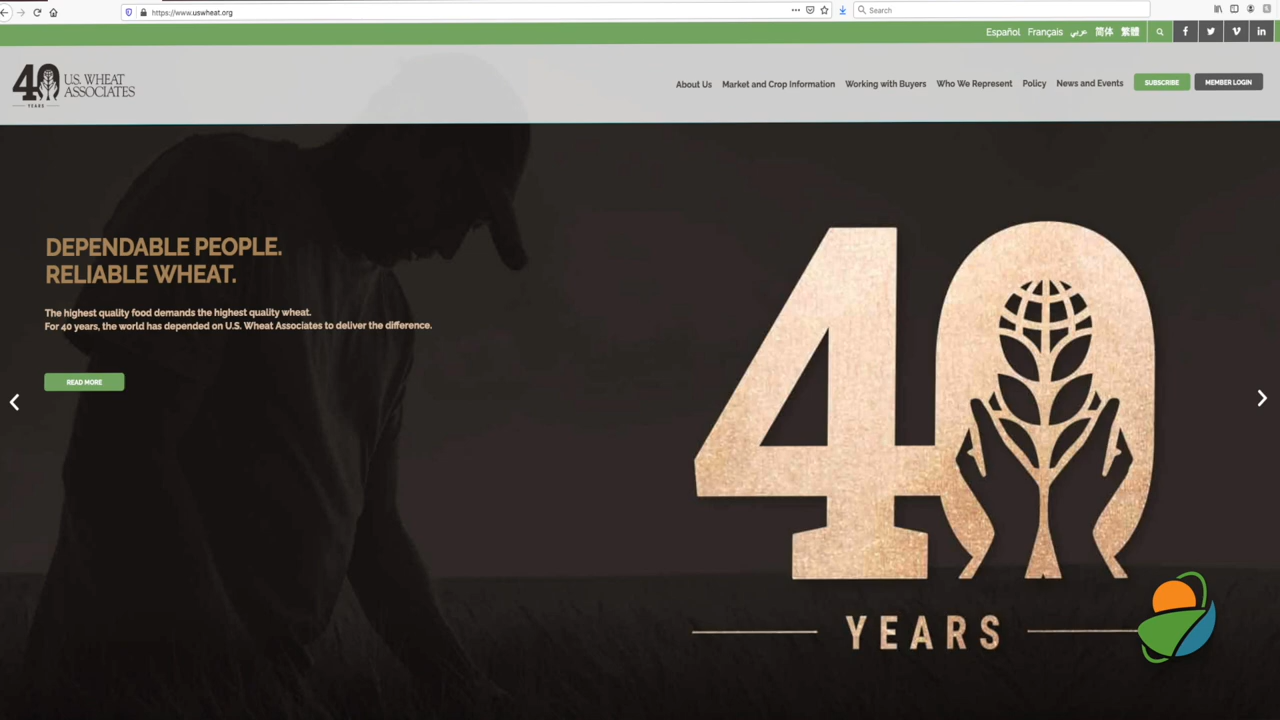 https://www.uswheat.org
Search
Español Français عربي 简体 繁體
40 U.S. WHEAT
ASSOCIATES
YEARS
About Us Market and Crop Information Working with Buyers Who We Represent Policy News and Events SUBSCRIBE MEMBER LOGIN
DEPENDABLE PEOPLE.
RELIABLE WHEAT.
The highest quality food demands the highest quality wheat.
For 40 years, the world has depended on U.S. Wheat Associates to deliver the difference.
READ MORE
40
YEARS